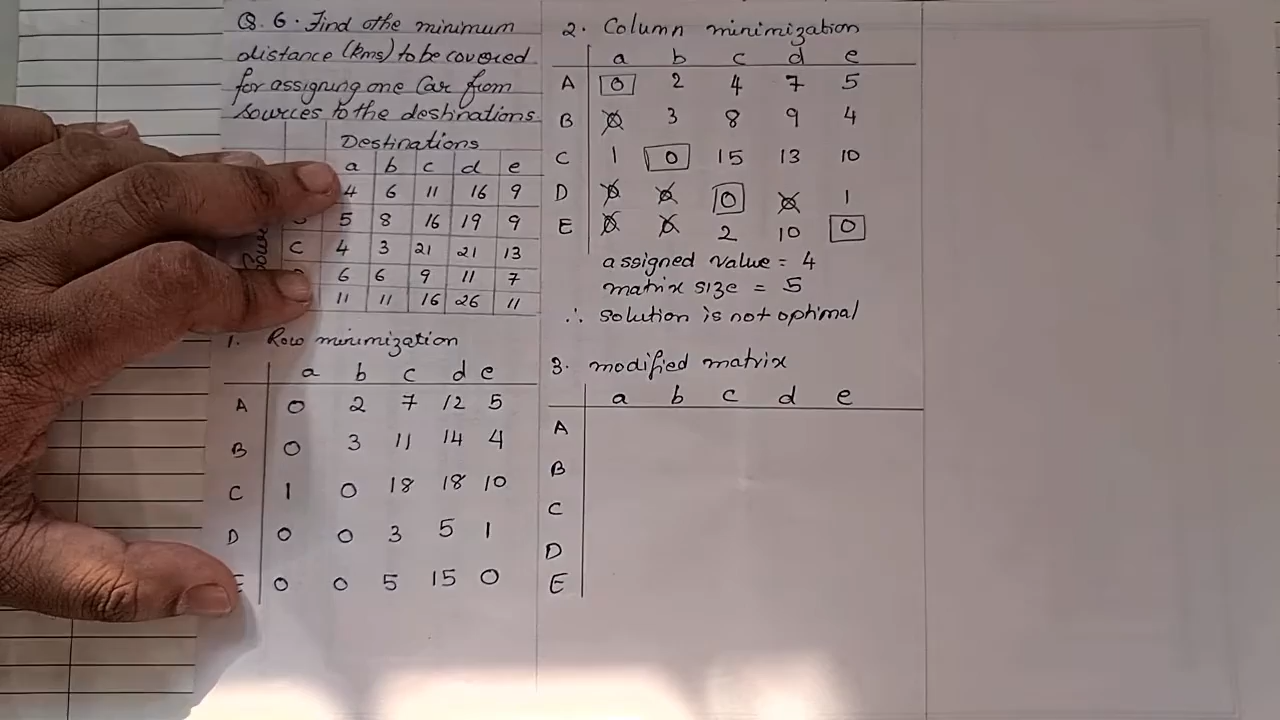 Q. 6. Find the minimum
distance (kms) to be covered
for assigning one Car from
sources to the destinations.
Destinations
a b c d e
4 6 11 16 9
5 8 16 19 9
C 4 3 21 21 13
6 6 9 11 7
11 11 16 26 11
1. Row minimization
a b c d e
A 0 2 7 12 5
B 0 3 11 14 4
C 1 0 18 18 10
D 0 0 3 5 1
E 0 0 5 15 0
2. Column minimization
a b c d e
A 0 2 4 7 5
B 0 3 8 9 4
C 1 0 15 13 10
D 0 0 0 0 1
E 0 0 2 10 0
assigned value = 4
matrix size = 5
∴ solution is not optimal
3. modified matrix
a b c d e
A
B
C
D
E